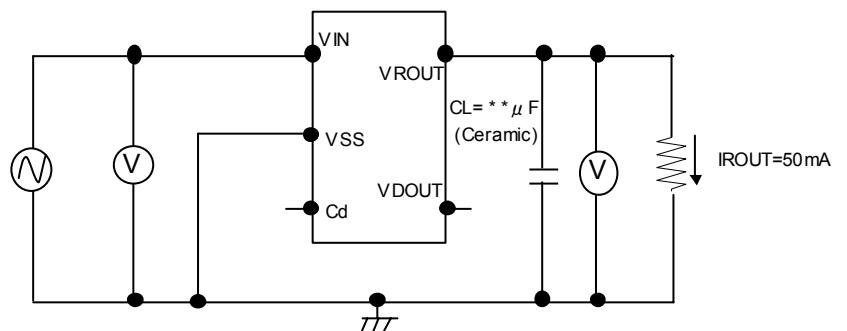 VIN
VROUT
CL= * * μ F
(Ceramic)
VSS
V
V
IROUT=50mA
VDOUT
Cd